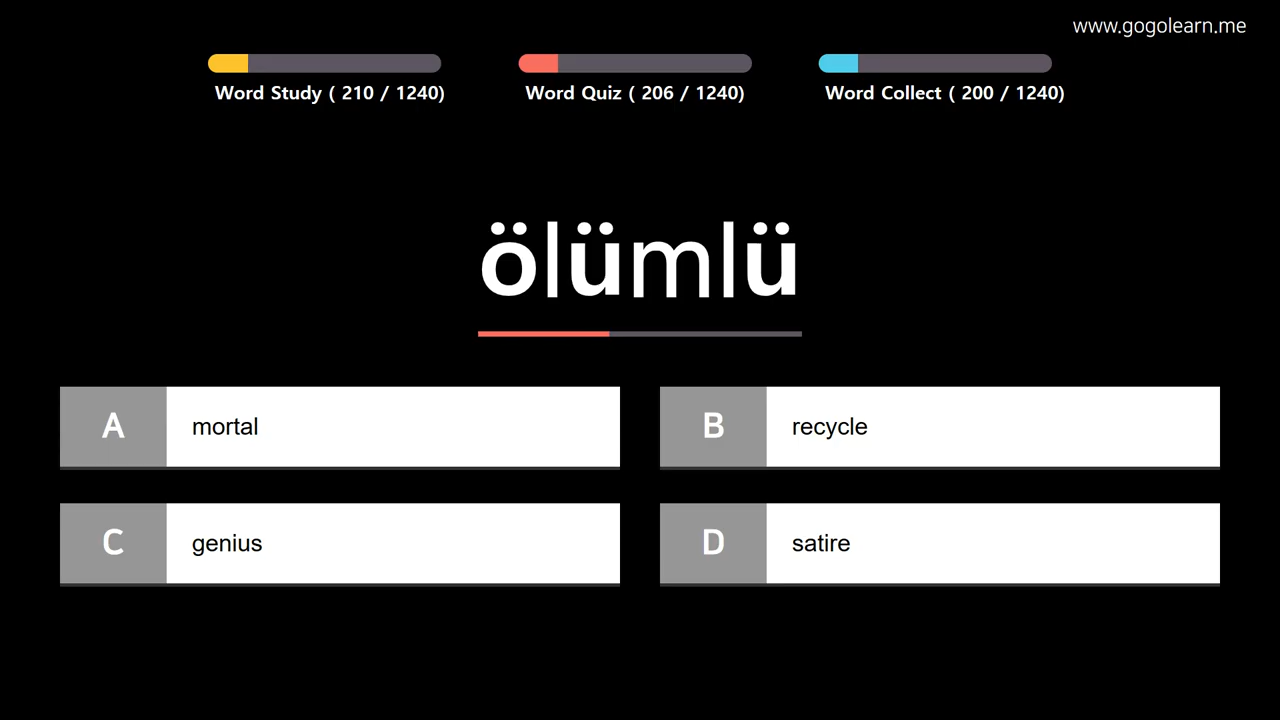 www.gogolearn.me
Word Study ( 210 / 1240)
Word Quiz ( 206 / 1240)
Word Collect ( 200 / 1240)
ölümlü
A
mortal
B
recycle
C
genius
D
satire